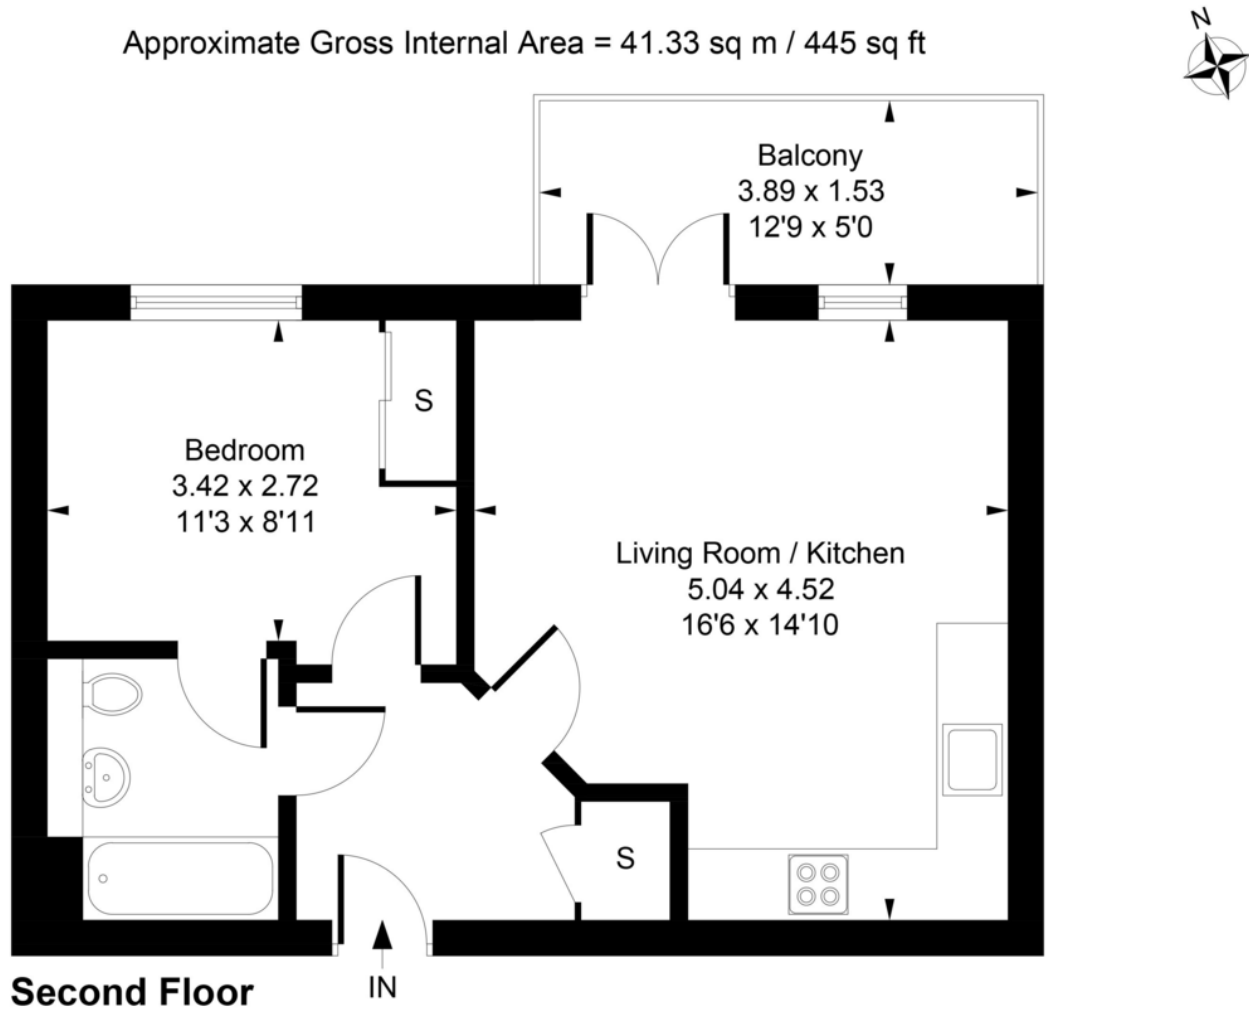 Approximate Gross Internal Area = 41.33 sq m / 445 sq ft
N
Balcony
3.89 x 1.53
12'9 x 5'0
S
Bedroom
3.42 x 2.72
11'3 x 8'11
Living Room / Kitchen
5.04 x 4.52
16'6 x 14'10
S
IN
Second Floor